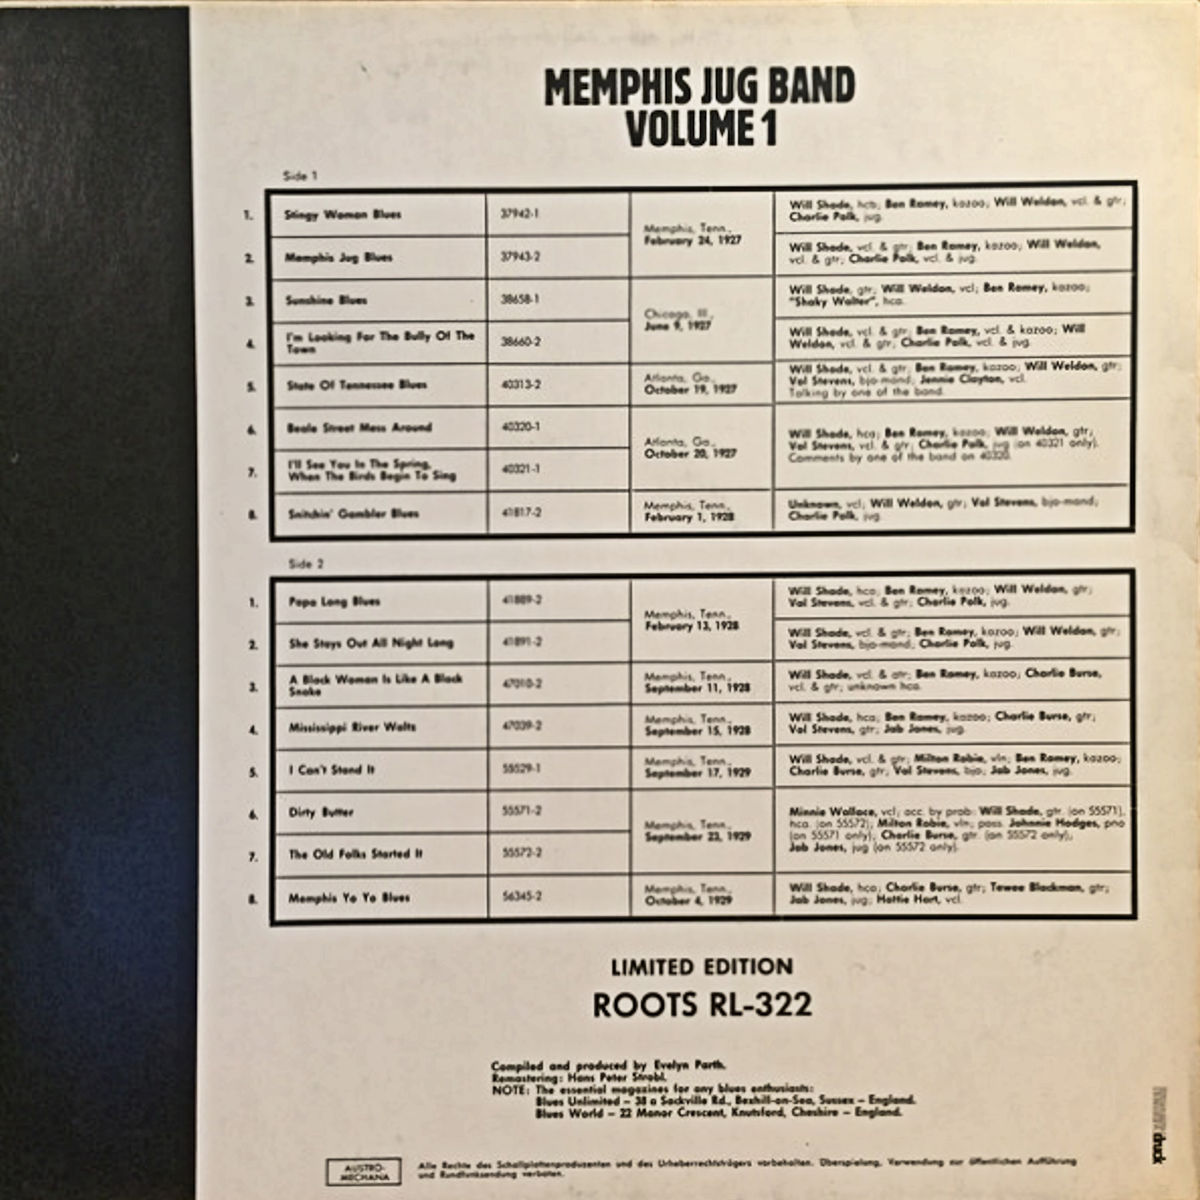 MEMPHIS JUG BAND
VOLUME 1
Side 1
1. Stingy Woman Blues 37942-1 Memphis, Tenn., February 24, 1927 Will Shade, hca; Ben Ramey, kazoo; Will Weldon, vcl. & gtr;
Charlie Polk, jug.
2. Memphis Jug Blues 37943-2 Will Shade, vcl. & gtr; Ben Ramey, kazoo; Will Weldon,
vcl. & gtr; Charlie Polk, vcl. & jug.
3. Sunshine Blues 38658-1 Chicago, Ill., June 9, 1927 Will Shade, gtr; Will Weldon, vcl; Ben Ramey, kazoo;
"Shaky Walter", hca.
4. I'm Looking For The Bully Of The
Town 38660-2 Will Shade, vcl. & gtr; Ben Ramey, vcl. & kazoo; Will
Weldon, vcl. & gtr; Charlie Polk, vcl. & jug.
5. State Of Tennessee Blues 40313-2 Atlanta, Ga., October 19, 1927 Will Shade, vcl. & gtr; Ben Ramey, kazoo; Will Weldon, gtr;
Vol Stevens, bjo-mand; Jennie Clayton, vcl.
Talking by one of the band.
6. Beale Street Mess Around 40320-1 Atlanta, Ga., October 20, 1927 Will Shade, hca; Ben Ramey, kazoo; Will Weldon, gtr;
Vol Stevens, vcl. & gtr; Charlie Polk, jug (on 40321 only).
Comments by one of the band on 40320.
7. I'll See You In The Spring,
When The Birds Begin To Sing 40321-1
8. Snitchin' Gambler Blues 41817-2 Memphis, Tenn., February 1, 1928 Unknown, vcl; Will Weldon, gtr; Vol Stevens, bjo-mand;
Charlie Polk, jug.
Side 2
1. Papa Long Blues 41889-2 Memphis, Tenn., February 13, 1928 Will Shade, hca; Ben Ramey, kazoo; Will Weldon, gtr;
Vol Stevens, vcl. & gtr; Charlie Polk, jug.
2. She Stays Out All Night Long 41891-2 Will Shade, vcl. & gtr; Ben Ramey, kazoo; Will Weldon, gtr;
Vol Stevens, bjo-mand; Charlie Polk, jug.
3. A Black Woman Is Like A Black
Snake 47010-2 Memphis, Tenn., September 11, 1928 Will Shade, vcl. & gtr; Ben Ramey, kazoo; Charlie Burse,
vcl. & gtr; unknown hca.
4. Mississippi River Waltz 47039-2 Memphis, Tenn., September 15, 1928 Will Shade, hca; Ben Ramey, kazoo; Charlie Burse, gtr;
Vol Stevens, gtr; Jab Jones, jug.
5. I Can't Stand It 55529-1 Memphis, Tenn., September 17, 1929 Will Shade, vcl. & gtr; Milton Robie, vln; Ben Ramey, kazoo;
Charlie Burse, gtr; Vol Stevens, bjo; Jab Jones, jug.
6. Dirty Butter 55571-2 Memphis, Tenn., September 23, 1929 Minnie Wallace, vcl; acc. by prob: Will Shade, gtr. (on 55571),
hca. (on 55572); Milton Robie, vln; poss. Johnnie Hodges, pno
(on 55571 only); Charlie Burse, gtr. (on 55572 only),
Jab Jones, jug (on 55572 only).
7. The Old Folks Started It 55572-2
8. Memphis Yo Yo Blues 56345-2 Memphis, Tenn., October 4, 1929 Will Shade, hca; Charlie Burse, gtr; Tewee Blackman, gtr;
Jab Jones, jug; Hattie Hart, vcl.
LIMITED EDITION
ROOTS RL-322
Compiled and produced by Evelyn Parth.
Remastering: Hans Peter Strobl.
NOTE: The essential magazines for any blues enthusiasts:
Blues Unlimited – 38 a Sackville Rd., Bexhill-on-Sea, Sussex – England.
Blues World – 22 Manor Crescent, Knutsford, Cheshire – England.
AUSTRO-
MECHANA
Alle Rechte des Schallplattenproduzenten und des Urheberrechtsträgers vorbehalten. Überspielung, Verwendung zur öffentlichen Aufführung
und Rundfunksendung verboten.
druck